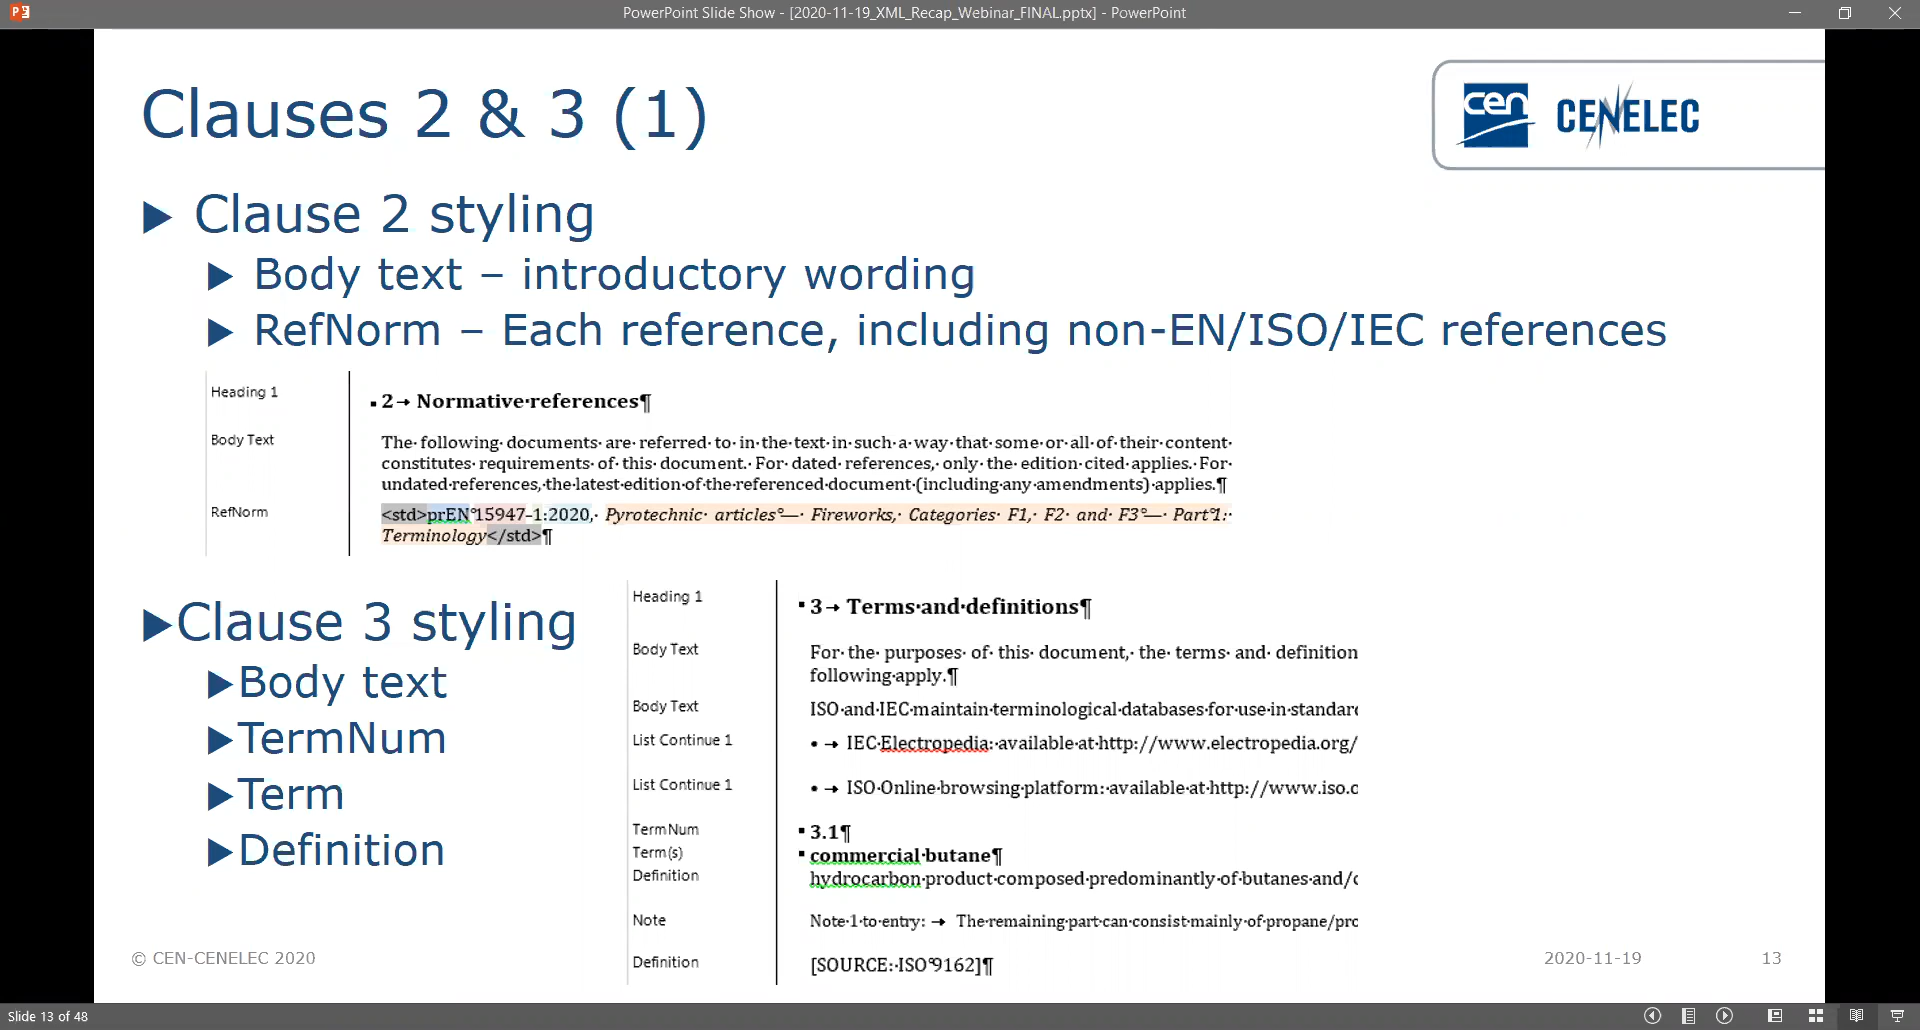 PowerPoint Slide Show - [2020-11-19_XML_Recap_Webinar_FINAL.pptx] - PowerPoint
Clauses 2 & 3 (1)
cen CENELEC
Clause 2 styling
Body text – introductory wording
RefNorm – Each reference, including non-EN/ISO/IEC references
Heading 1
2→ Normative·references¶
Body Text
The· following· documents· are· referred· to· in· the· text· in· such· a· way· that· some· or· all· of· their· content·
constitutes· requirements· of· this· document.· For· dated· references,· only· the· edition· cited· applies.· For·
undated·references,·the·latest·edition·of·the·referenced·document·(including·any·amendments)·applies.¶
RefNorm
<std>prEN°15947-1:2020,· Pyrotechnic· articles°—· Fireworks,· Categories· F1,· F2· and· F3°—· Part°1:·
Terminology</std>¶
Clause 3 styling
Body text
TermNum
Term
Definition
Heading 1
3→ Terms·and·definitions¶
Body Text
For· the· purposes· of· this· document,· the· terms· and· definition
following·apply.¶
Body Text
ISO·and·IEC·maintain·terminological·databases·for·use·in·standard
List Continue 1
•→ IEC·Electropedia:·available·at·http://www.electropedia.org/
List Continue 1
•→ ISO·Online·browsing·platform:·available·at·http://www.iso.o
TermNum
3.1¶
Term(s)
commercial·butane¶
Definition
hydrocarbon·product·composed·predominantly·of·butanes·and/o
Note
Note·1·to·entry:→ The·remaining·part·can·consist·mainly·of·propane/pro
Definition
[SOURCE:·ISO°9162]¶
© CEN-CENELEC 2020
2020-11-19
13
Slide 13 of 48